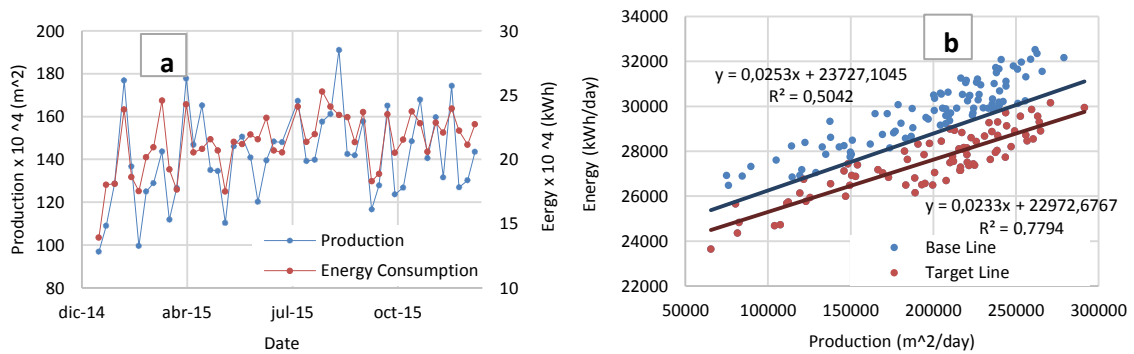 a
200
180
160
140
120
100
80
Production x 10 ^4 (m^2)
30
25
20
15
10
Eergy x 10 ^4 (kWh)
Production
Energy Consumption
dic-14
abr-15
jul-15
oct-15
Date
b
34000
32000
30000
28000
26000
24000
22000
Energy (kWh/day)
y = 0,0253x + 23727,1045
R² = 0,5042
y = 0,0233x + 22972,6767
R² = 0,7794
Base Line
Target Line
50000
100000
150000
200000
250000
300000
Production (m^2/day)